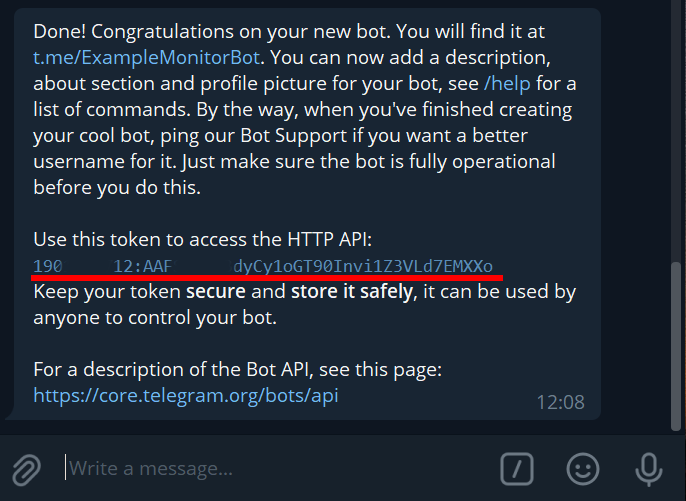 Done! Congratulations on your new bot. You will find it at
t.me/ExampleMonitorBot. You can now add a description,
about section and profile picture for your bot, see /help for a
list of commands. By the way, when you've finished creating
your cool bot, ping our Bot Support if you want a better
username for it. Just make sure the bot is fully operational
before you do this.
Use this token to access the HTTP API:
190 12:AAF dyCy1oGT90Invi1Z3VLd7EMXXo
Keep your token secure and store it safely, it can be used by
anyone to control your bot.
For a description of the Bot API, see this page:
https://core.telegram.org/bots/api
12:08
Write a message...